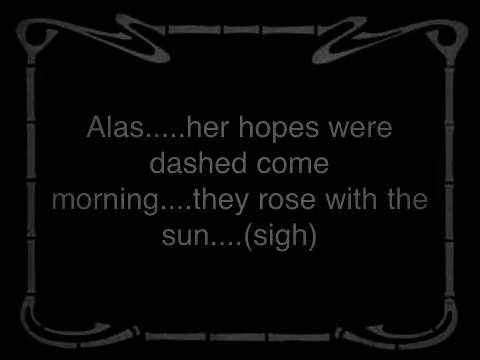 Alas.....her hopes were
dashed come
morning....they rose with the
sun....(sigh)